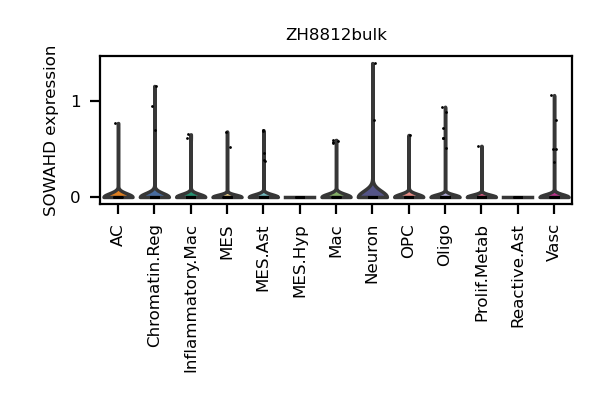 ZH8812bulk
SOWAHD expression
1
0
AC
Chromatin.Reg
Inflammatory.Mac
MES
MES.Ast
MES.Hyp
Mac
Neuron
OPC
Oligo
Prolif.Metab
Reactive.Ast
Vasc